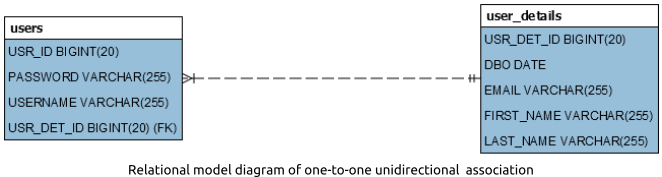 users
USR_ID BIGINT(20)
PASSWORD VARCHAR(255)
USERNAME VARCHAR(255)
USR_DET_ID BIGINT(20) (FK)
user_details
USR_DET_ID BIGINT(20)
DBO DATE
EMAIL VARCHAR(255)
FIRST_NAME VARCHAR(255)
LAST_NAME VARCHAR(255)
Relational model diagram of one-to-one unidirectional association